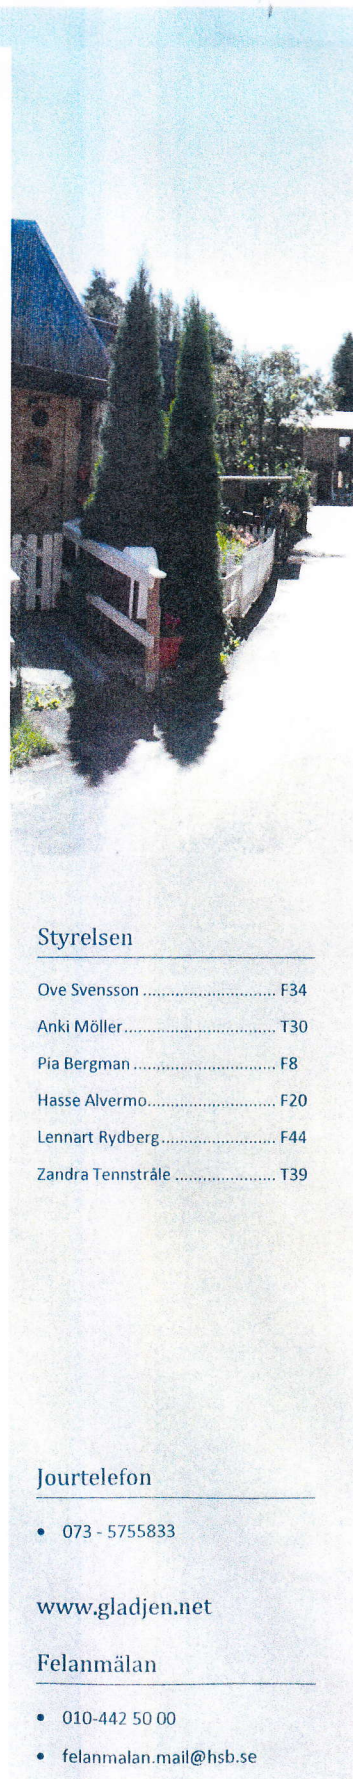 Styrelsen
Ove Svensson ............................. F34
Anki Möller................................. T30
Pia Bergman ............................... F8
Hasse Alvermo............................ F20
Lennart Rydberg......................... F44
Zandra Tennstråle ...................... T39
Jourtelefon
• 073 - 5755833
www.gladjen.net
Felanmälan
• 010-442 50 00
• felanmalan.mail@hsb.se